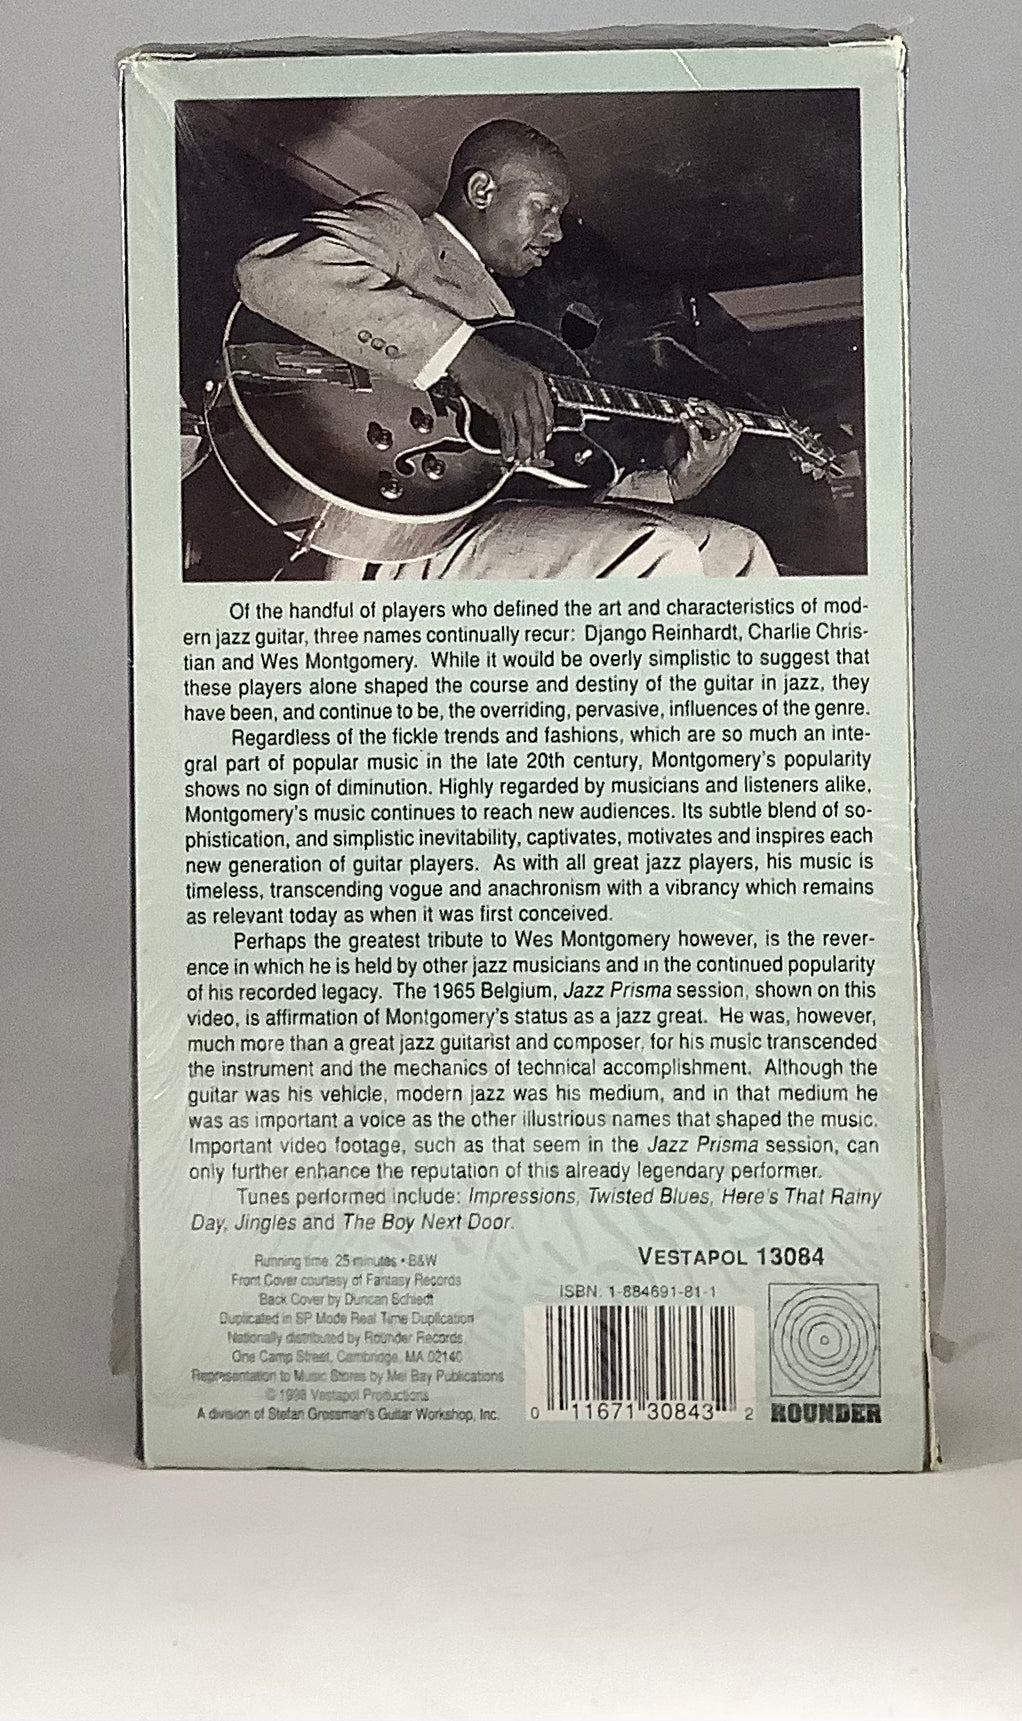 Of the handful of players who defined the art and characteristics of mod-
ern jazz guitar, three names continually recur: Django Reinhardt, Charlie Chris-
tian and Wes Montgomery. While it would be overly simplistic to suggest that
these players alone shaped the course and destiny of the guitar in jazz, they
have been, and continue to be, the overriding, pervasive, influences of the genre.
Regardless of the fickle trends and fashions, which are so much an inte-
gral part of popular music in the late 20th century, Montgomery's popularity
shows no sign of diminution. Highly regarded by musicians and listeners alike,
Montgomery's music continues to reach new audiences. Its subtle blend of so-
phistication, and simplistic inevitability, captivates, motivates and inspires each
new generation of guitar players. As with all great jazz players, his music is
timeless, transcending vogue and anachronism with a vibrancy which remains
as relevant today as when it was first conceived.
Perhaps the greatest tribute to Wes Montgomery however, is the rever-
ence in which he is held by other jazz musicians and in the continued popularity
of his recorded legacy. The 1965 Belgium, Jazz Prisma session, shown on this
video, is affirmation of Montgomery's status as a jazz great. He was, however,
much more than a great jazz guitarist and composer, for his music transcended
the instrument and the mechanics of technical accomplishment. Although the
guitar was his vehicle, modern jazz was his medium, and in that medium he
was as important a voice as the other illustrious names that shaped the music.
Important video footage, such as that seem in the Jazz Prisma session, can
only further enhance the reputation of this already legendary performer.
Tunes performed include: Impressions, Twisted Blues, Here's That Rainy
Day, Jingles and The Boy Next Door.
Running time: 25 minutes • B&W
Front Cover courtesy of Fantasy Records
Back Cover by Duncan Schiedt
Duplicated in SP Mode Real Time Duplication
Nationally distributed by Rounder Records,
One Camp Street, Cambridge, MA 02140
Representation to Music Stores by Mel Bay Publications
© 1998 Vestapol Productions
A division of Stefan Grossman's Guitar Workshop, Inc.
VESTAPOL 13084
ISBN: 1-884691-81-1
0 11671 30843 2
ROUNDER